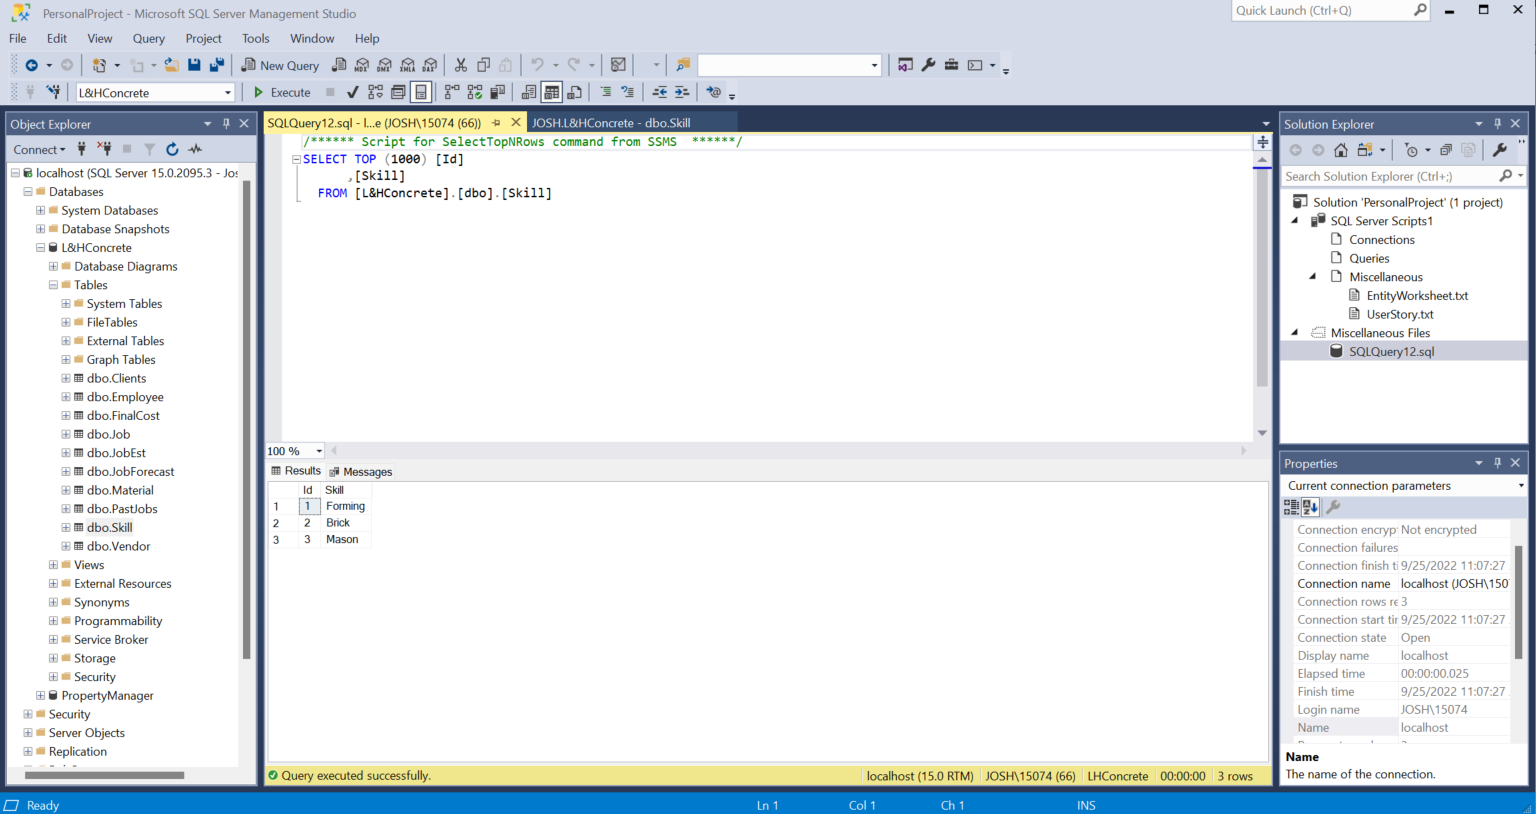 PersonalProject - Microsoft SQL Server Management Studio
Quick Launch (Ctrl+Q)
File Edit View Query Project Tools Window Help
New Query
MDX DMX XMLA DAX
L&HConcrete
Execute
Object Explorer
Connect
localhost (SQL Server 15.0.2095.3 - Jos
Databases
System Databases
Database Snapshots
L&HConcrete
Database Diagrams
Tables
System Tables
FileTables
External Tables
Graph Tables
dbo.Clients
dbo.Employee
dbo.FinalCost
dbo.Job
dbo.JobEst
dbo.JobForecast
dbo.Material
dbo.PastJobs
dbo.Skill
dbo.Vendor
Views
External Resources
Synonyms
Programmability
Service Broker
Storage
Security
PropertyManager
Security
Server Objects
Replication
SQLQuery12.sql - l...e (JOSH\15074 (66))
JOSH.L&HConcrete - dbo.Skill
/****** Script for SelectTopNRows command from SSMS  ******/
SELECT TOP (1000) [Id]
,[Skill]
FROM [L&HConcrete].[dbo].[Skill]
100 %
Results Messages
Id Skill
1 1 Forming
2 2 Brick
3 3 Mason
Query executed successfully.
localhost (15.0 RTM) JOSH\15074 (66) LHConcrete 00:00:00 3 rows
Solution Explorer
Search Solution Explorer (Ctrl+;)
Solution 'PersonalProject' (1 project)
SQL Server Scripts1
Connections
Queries
Miscellaneous
EntityWorksheet.txt
UserStory.txt
Miscellaneous Files
SQLQuery12.sql
Properties
Current connection parameters
Connection encryp Not encrypted
Connection failures
Connection finish ti 9/25/2022 11:07:27
Connection name localhost (JOSH\150
Connection rows re 3
Connection start tir 9/25/2022 11:07:27
Connection state Open
Display name localhost
Elapsed time 00:00:00.025
Finish time 9/25/2022 11:07:27
Login name JOSH\15074
Name localhost
Name
The name of the connection.
Ready
Ln 1 Col 1 Ch 1 INS